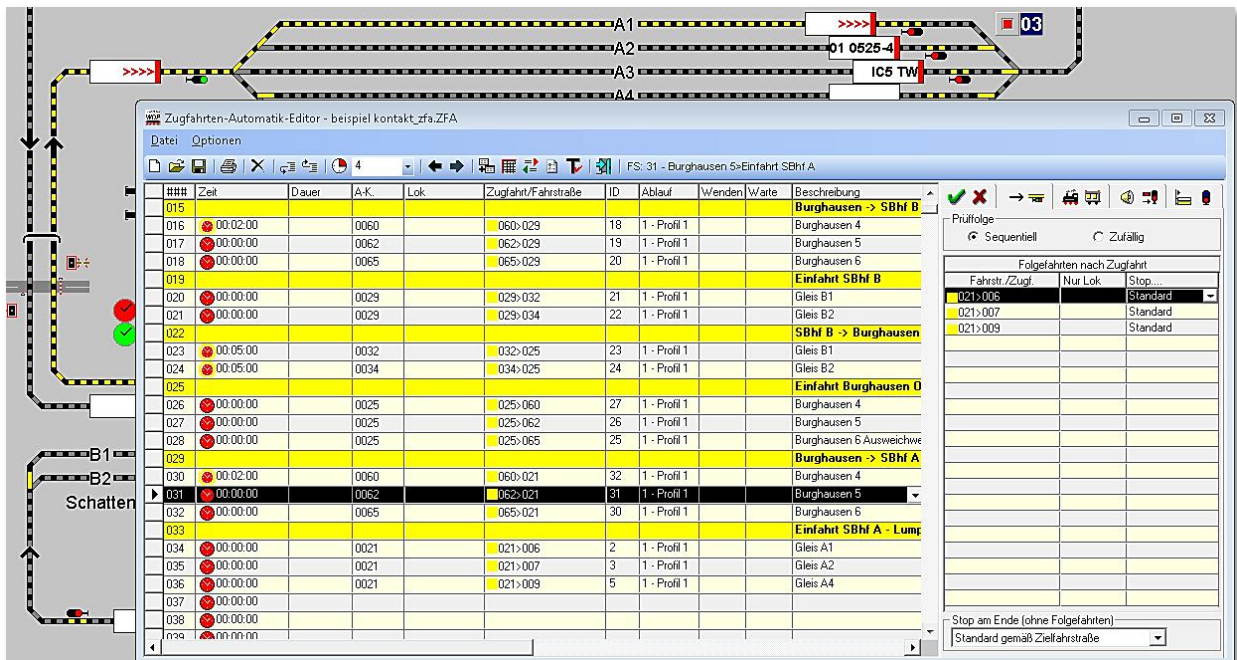 A1 >>>> 03
A2 01 0525-4
>>>> A3 IC5 TW
A4
Zugfahrten-Automatik-Editor - beispiel kontakt_zfa.ZFA
Datei Optionen
4 FS: 31 - Burghausen 5>Einfahrt SBhf A
### Zeit Dauer A-K. Lok Zugfahrt/Fahrstraße ID Ablauf Wenden Warte Beschreibung
015 Burghausen -> SBhf B
016 00:02:00 0060 060>029 18 1 - Profil 1 Burghausen 4
017 00:00:00 0062 062>029 19 1 - Profil 1 Burghausen 5
018 00:00:00 0065 065>029 20 1 - Profil 1 Burghausen 6
019 Einfahrt SBhf B
020 00:00:00 0029 029>032 21 1 - Profil 1 Gleis B1
021 00:00:00 0029 029>034 22 1 - Profil 1 Gleis B2
022 SBhf B -> Burghausen
023 00:05:00 0032 032>025 23 1 - Profil 1 Gleis B1
024 00:05:00 0034 034>025 24 1 - Profil 1 Gleis B2
025 Einfahrt Burghausen O
026 00:00:00 0025 025>060 27 1 - Profil 1 Burghausen 4
027 00:00:00 0025 025>062 26 1 - Profil 1 Burghausen 5
028 00:00:00 0025 025>065 25 1 - Profil 1 Burghausen 6 Ausweichwe
029 Burghausen -> SBhf A
030 00:02:00 0060 060>021 32 1 - Profil 1 Burghausen 4
031 00:00:00 0062 062>021 31 1 - Profil 1 Burghausen 5
032 00:00:00 0065 065>021 30 1 - Profil 1 Burghausen 6
033 Einfahrt SBhf A - Lump
034 00:00:00 0021 021>006 2 1 - Profil 1 Gleis A1
035 00:00:00 0021 021>007 3 1 - Profil 1 Gleis A2
036 00:00:00 0021 021>009 5 1 - Profil 1 Gleis A4
037 00:00:00
038 00:00:00
039 00:00:00
Prüffolge
Sequentiell Zufällig
Folgefahrten nach Zugfahrt
Fahrstr./Zugf. Nur Lok Stop....
021>006 Standard
021>007 Standard
021>009 Standard
Stop am Ende (ohne Folgefahrten)
Standard gemäß Zielfahrstraße
B1
B2
Schatten